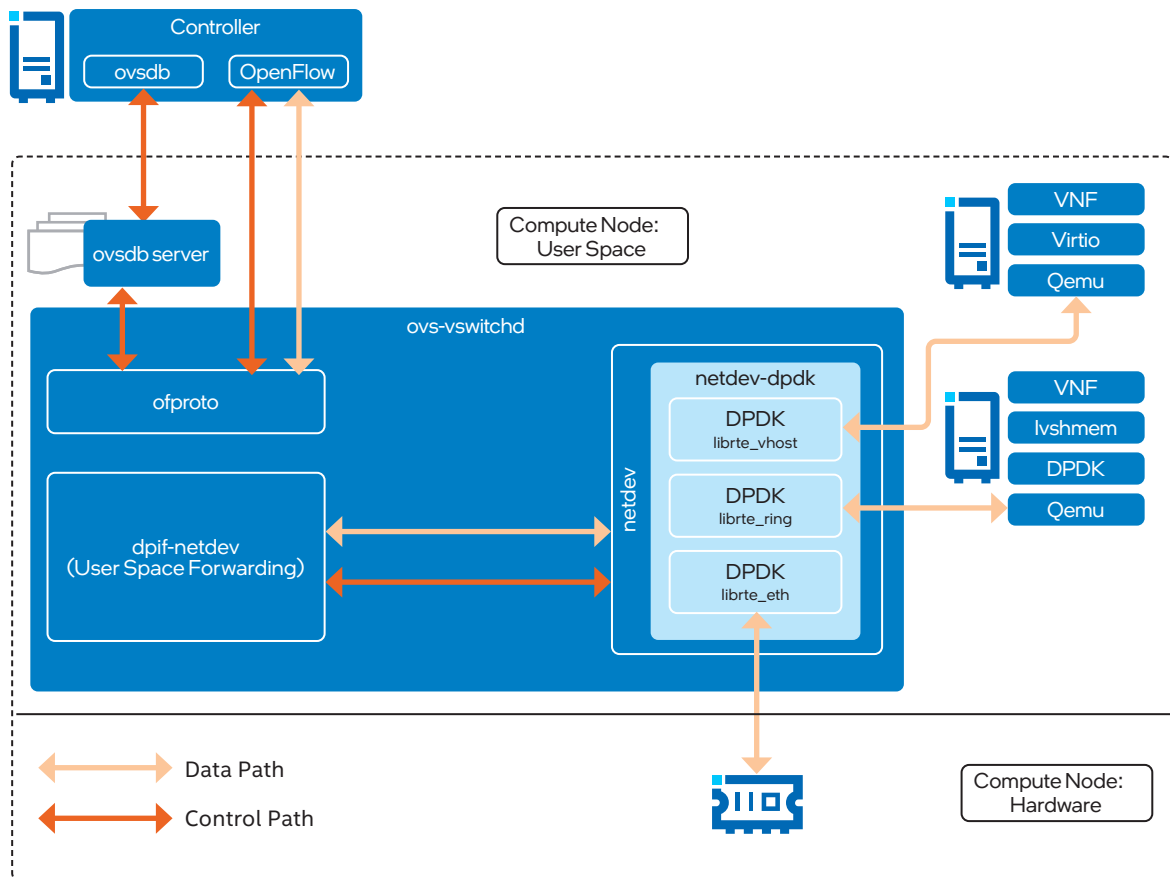 Controller
ovsdb
OpenFlow
Compute Node:
User Space
ovsdb server
VNF
Virtio
Qemu
ovs-vswitchd
ofproto
netdev-dpdk
DPDK
librte_vhost
DPDK
librte_ring
DPDK
librte_eth
netdev
dpif-netdev
(User Space Forwarding)
VNF
Ivshmem
DPDK
Qemu
Data Path
Control Path
Compute Node:
Hardware